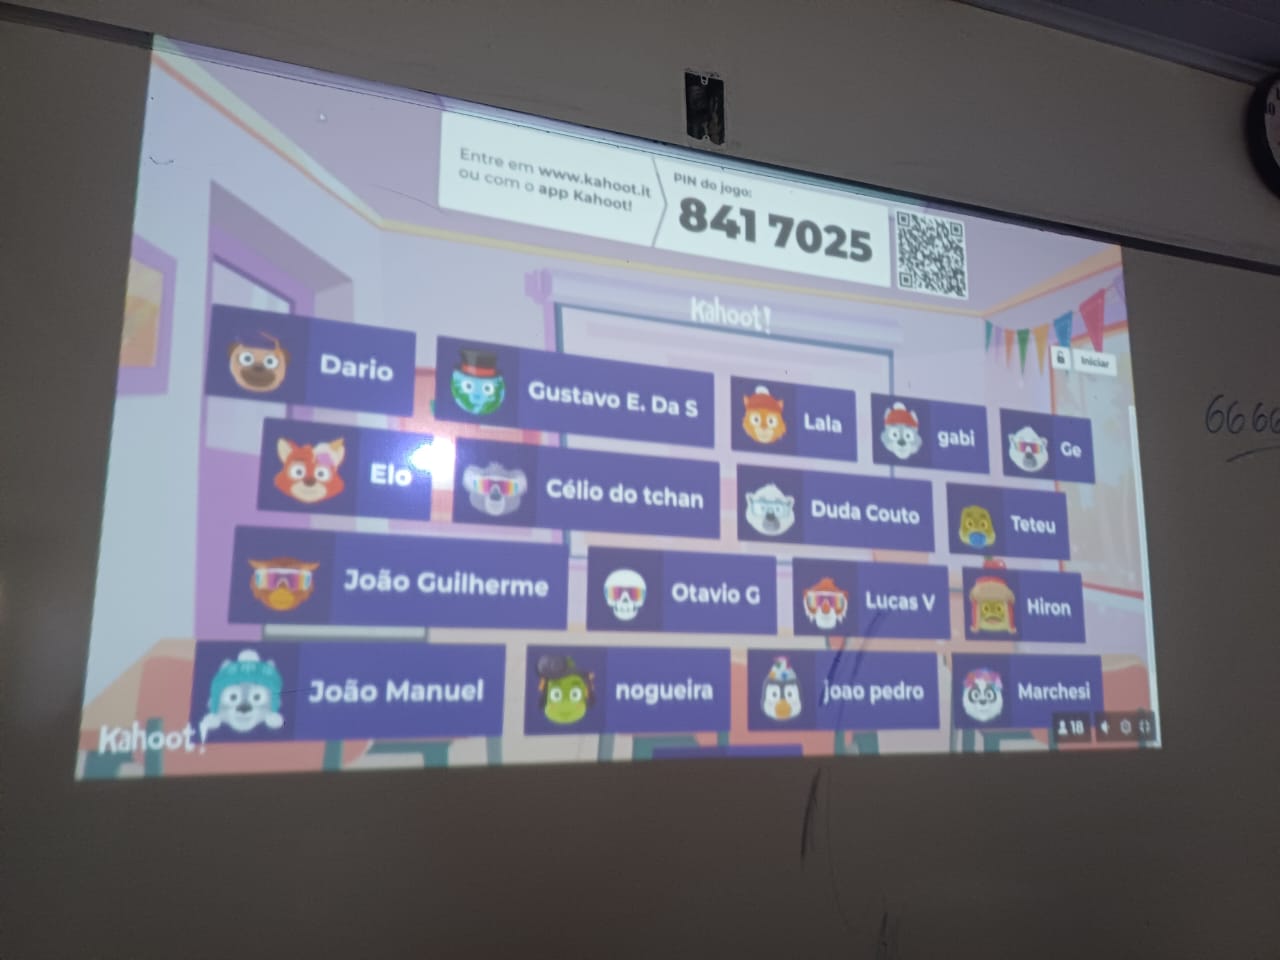 Entre em www.kahoot.it
ou com o app Kahoot!
PIN do jogo:
841 7025
Kahoot!
Iniciar
Dario
Gustavo E. Da S
Lala
gabi
Ge
Elo
Célio do tchan
Duda Couto
Teteu
João Guilherme
Otavio G
Lucas V
Hiron
João Manuel
nogueira
joao pedro
Marchesi
Kahoot!
18